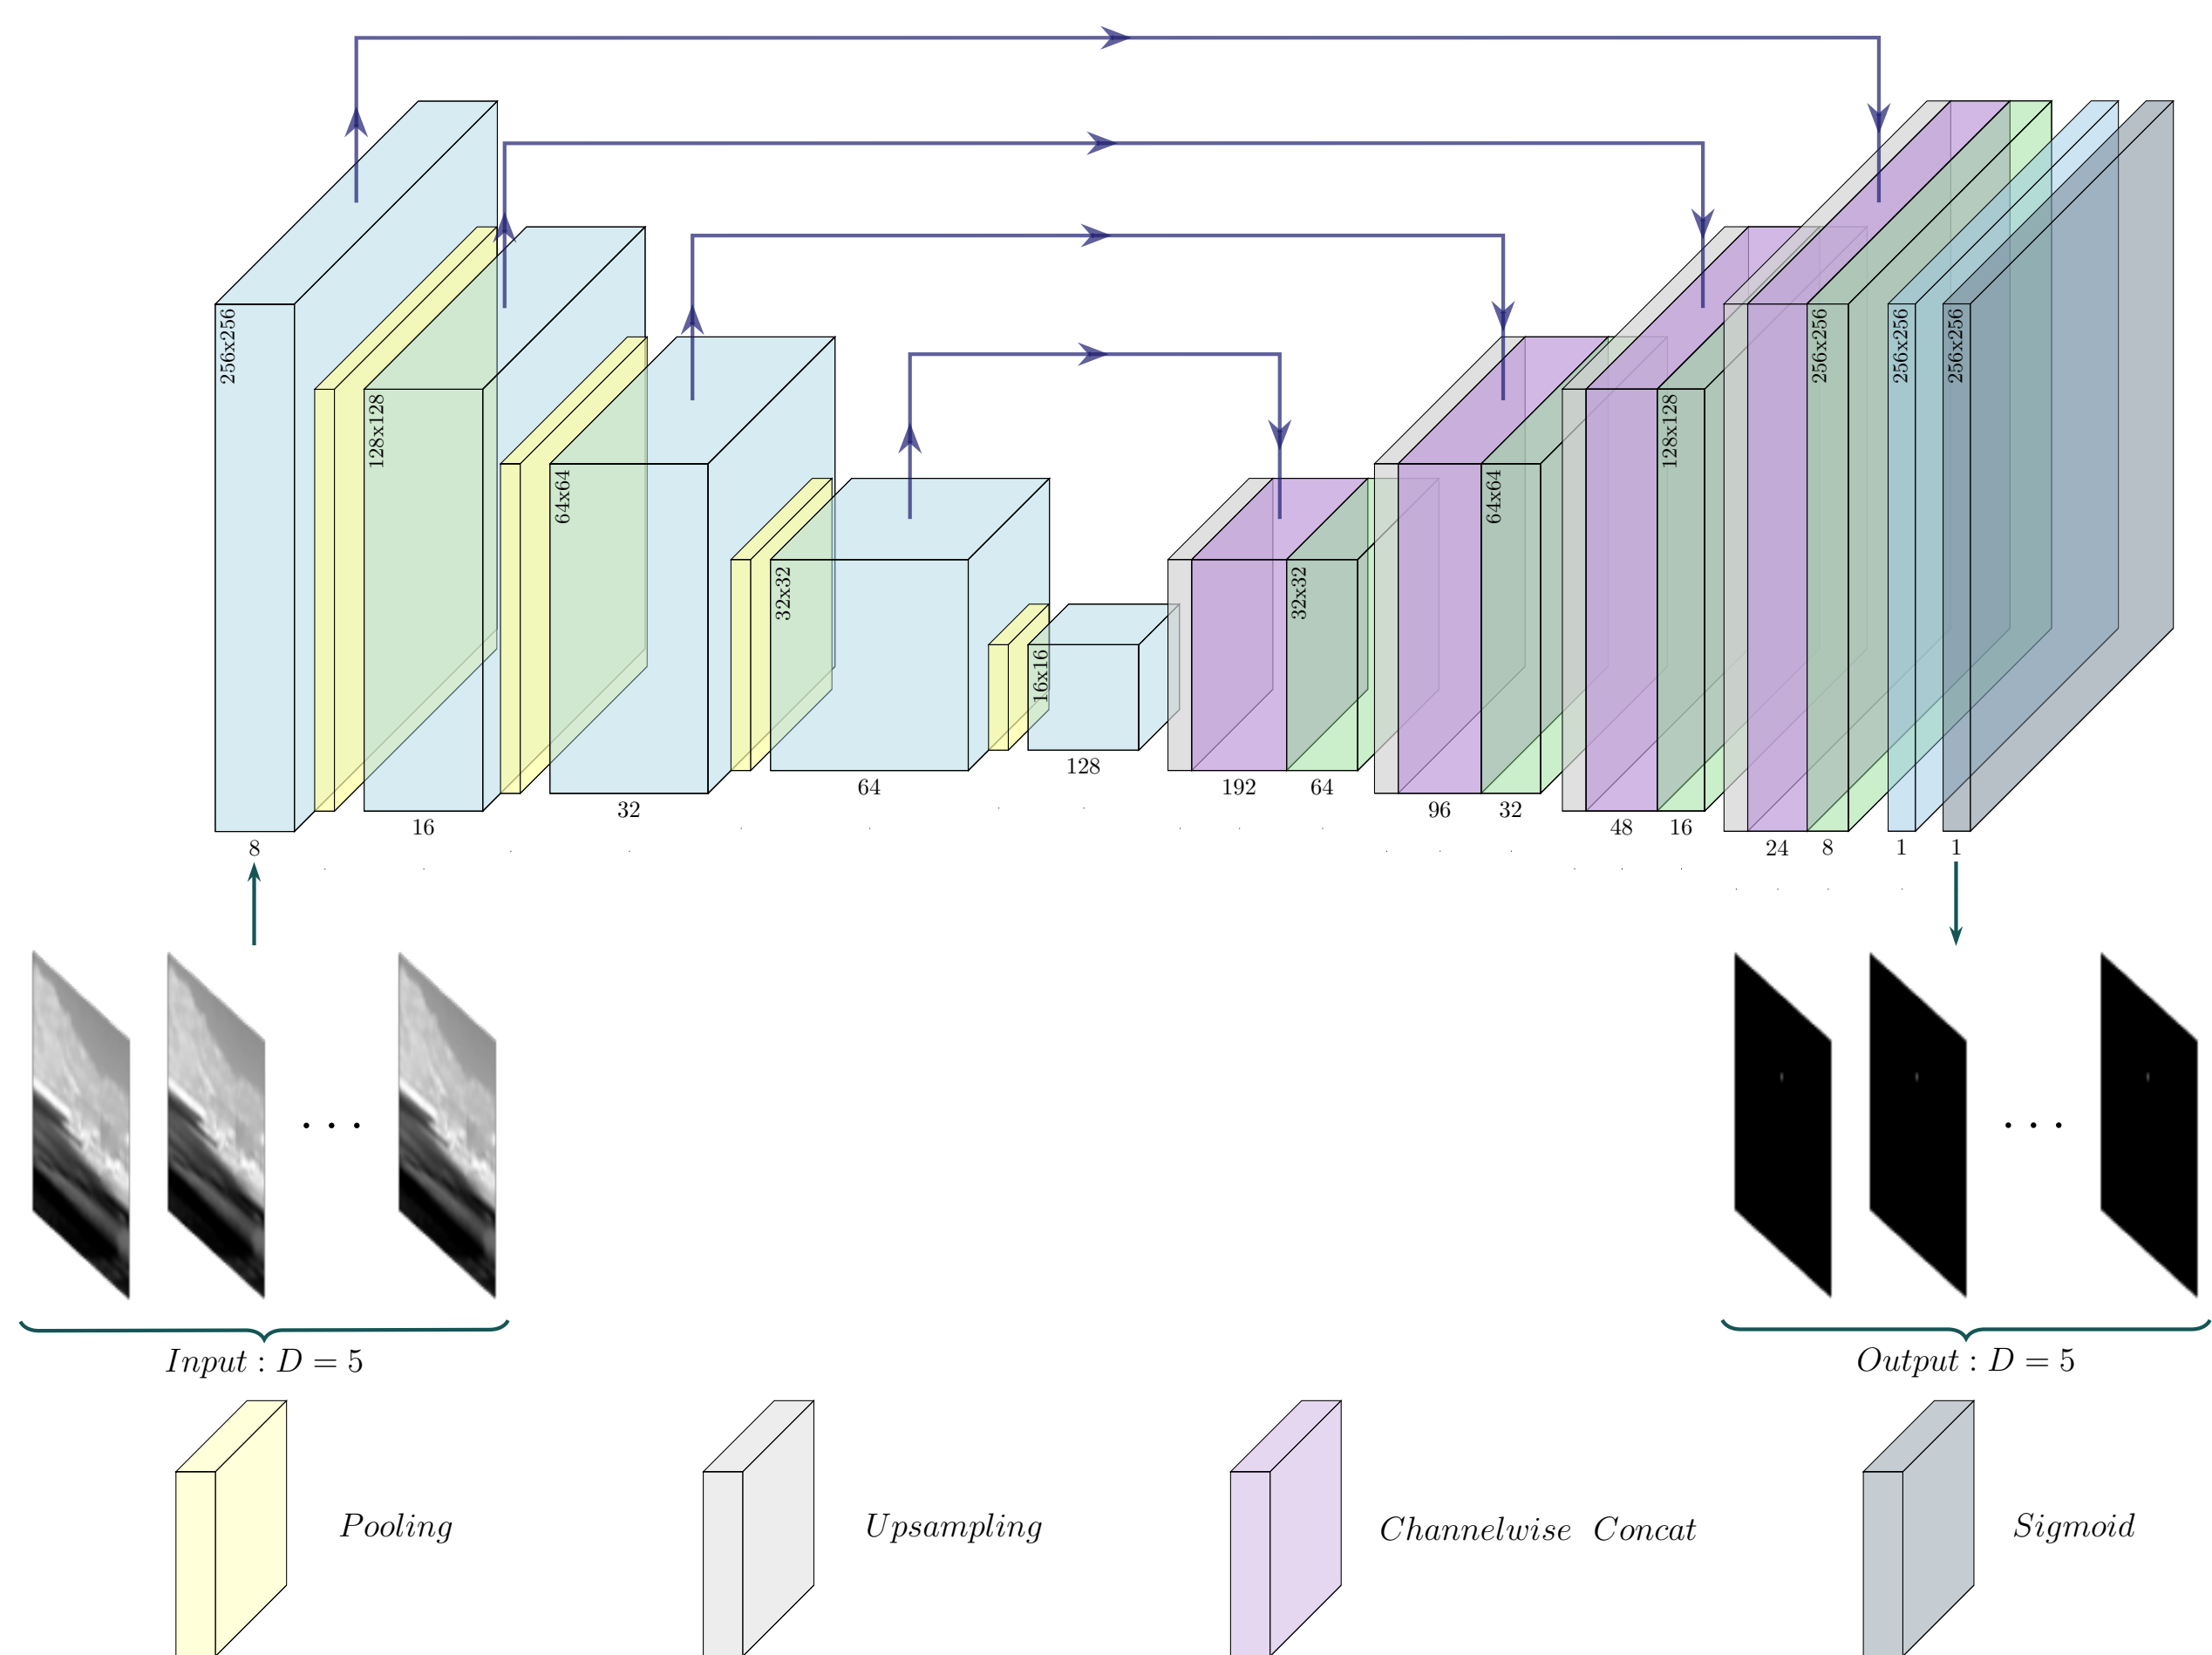 256x256
8
128x128
16
64x64
32
32x32
64
16x16
128
192
32x32
64
96
64x64
32
48
128x128
16
24
256x256
8
256x256
1
256x256
1
. . .
. . .
Input : D = 5
Output : D = 5
Pooling
Upsampling
Channelwise Concat
Sigmoid